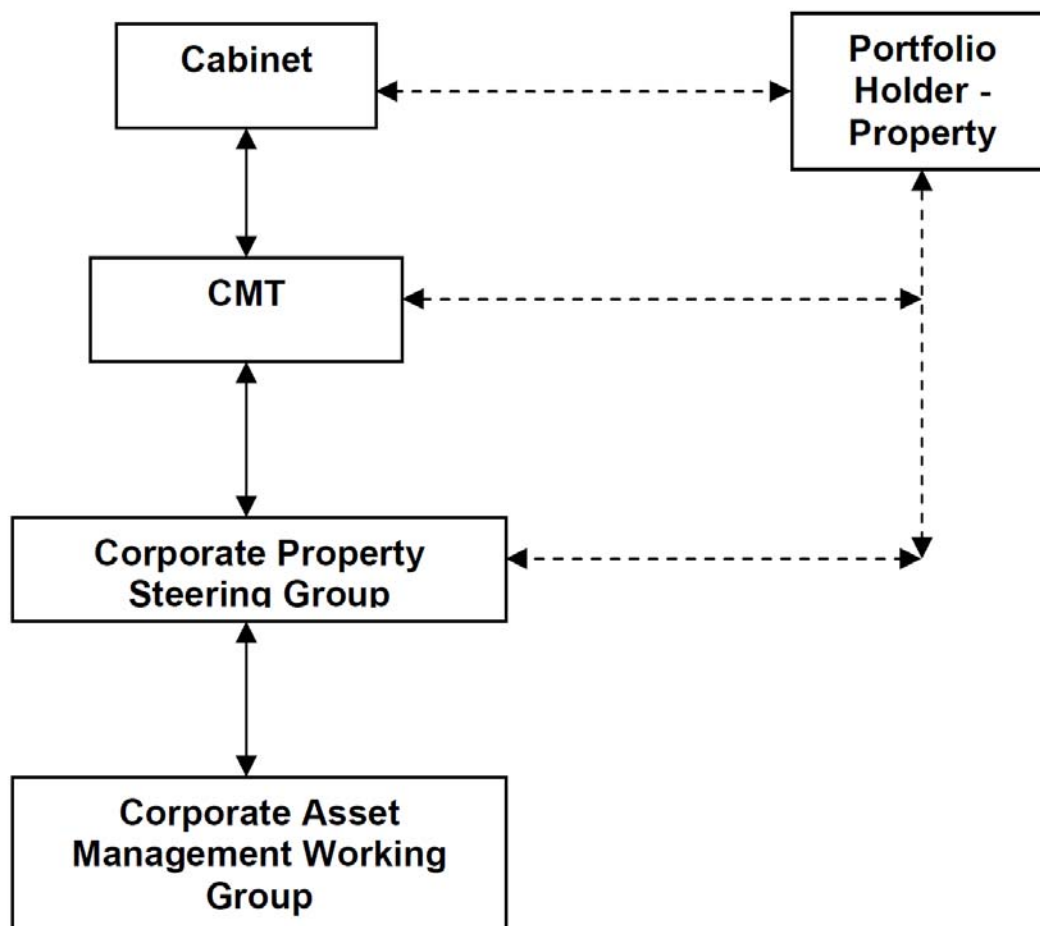 Cabinet
Portfolio
Holder -
Property
CMT
Corporate Property
Steering Group
Corporate Asset
Management Working
Group